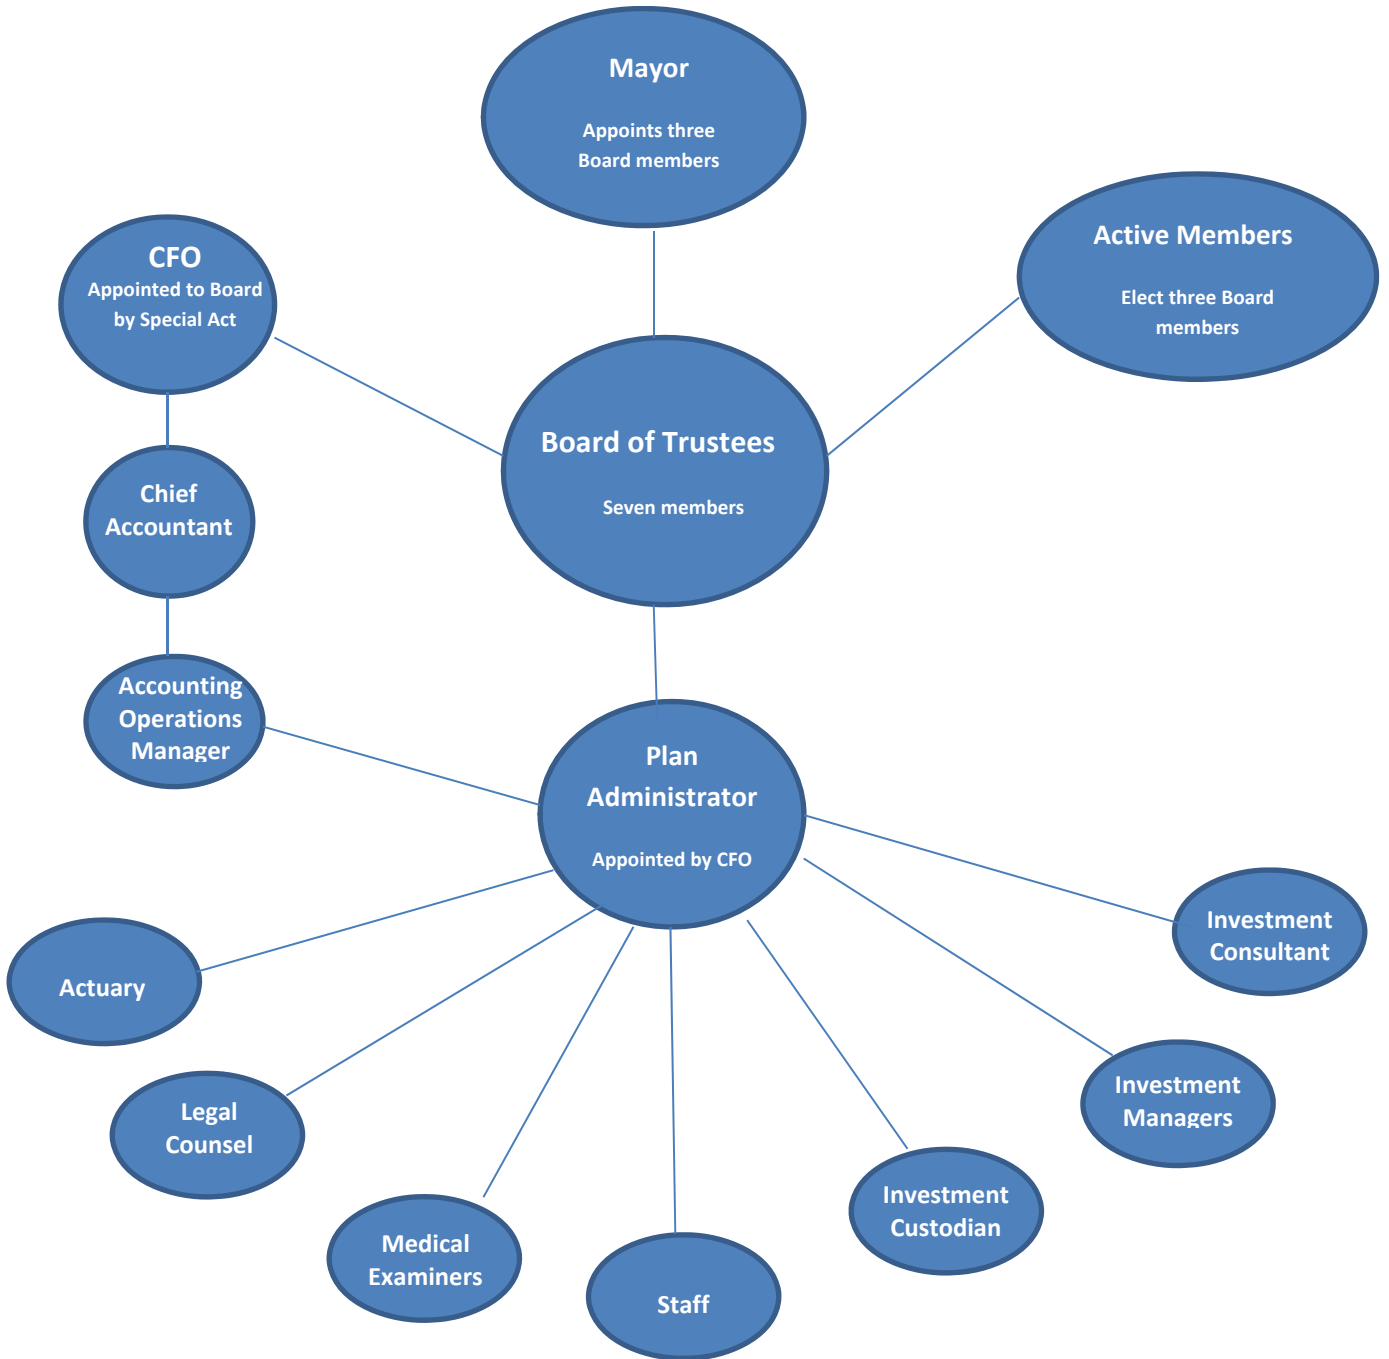 Mayor
Appoints three
Board members
Active Members
Elect three Board
members
CFO
Appointed to Board
by Special Act
Board of Trustees
Seven members
Chief
Accountant
Accounting
Operations
Manager
Plan
Administrator
Appointed by CFO
Investment
Consultant
Actuary
Investment
Managers
Legal
Counsel
Investment
Custodian
Medical
Examiners
Staff